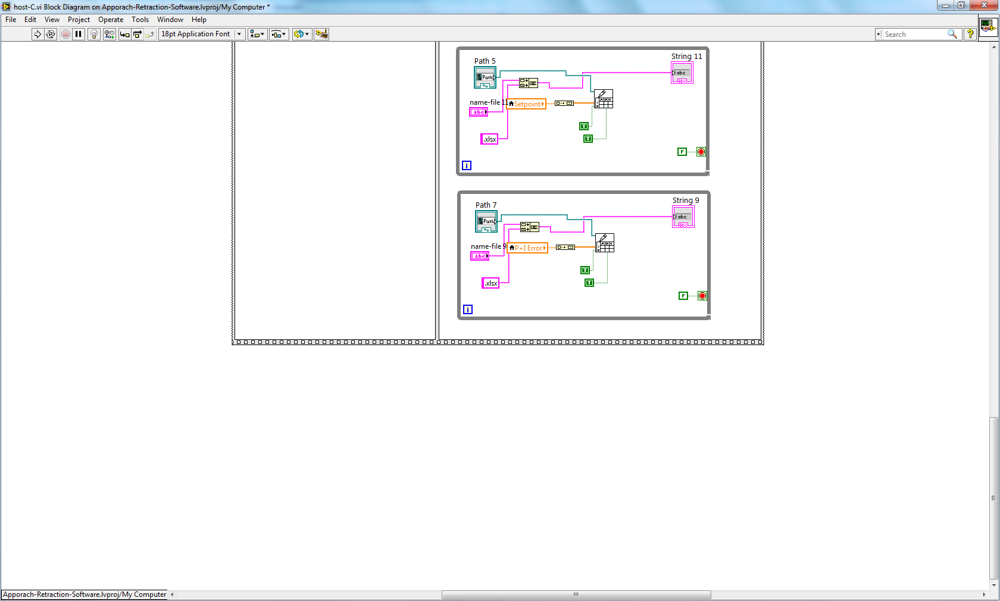 host-C.vi Block Diagram on Apporach-Retraction-Software.lvproj/My Computer *
File Edit View Project Operate Tools Window Help
18pt Application Font
Search
?
Path 5
String 11
Path
abc
abc
name-file 11
Setpoint
abc
T
.xlsx
T
F
i
Path 7
String 9
Path
abc
abc
name-file 9
P+I Error
abc
T
.xlsx
T
F
i
Apporach-Retraction-Software.lvproj/My Computer